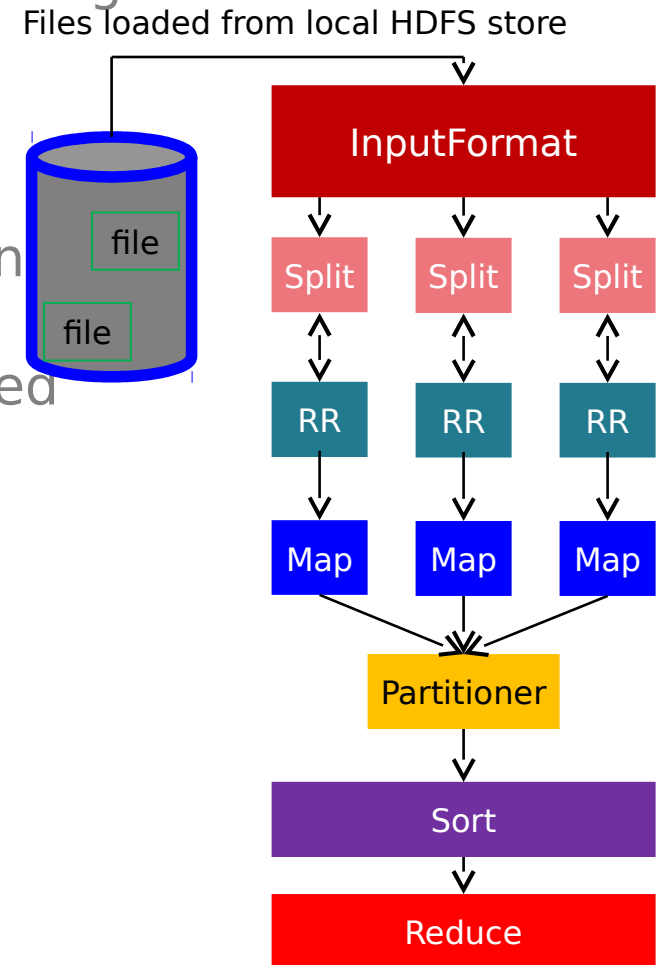 Files loaded from local HDFS store
InputFormat
file
n
Split Split Split
file
ed
RR RR RR
Map Map Map
Partitioner
Sort
Reduce